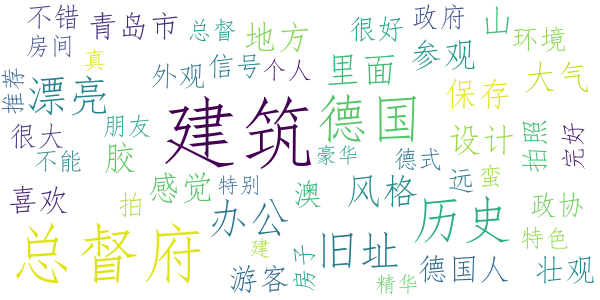 不错
青岛市
总督
地方
很好
政府
山
环境
房间
真
推荐
外观
信号
个人
里面
参观
保存
大气
漂亮
建筑
德国
很大
朋友
不能
胶
豪华
德式
设计
拍照
完好
喜欢
感觉
特别
澳
风格
远
蛮
拍
办公
历史
政协
总督府
建
旧址
特色
游客
房子
精华
德国人
壮观